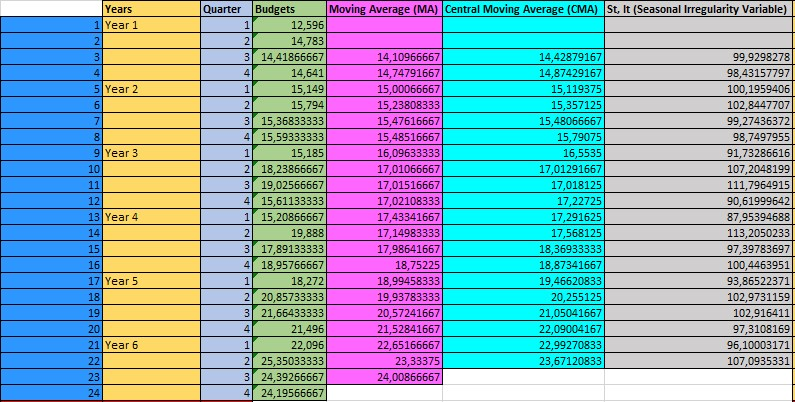 Years Quarter Budgets Moving Average (MA) Central Moving Average (CMA) St, It (Seasonal Irregularity Variable)
1 Year 1 1 12,596
2 2 14,783
3 3 14,41866667 14,10966667 14,42879167 99,9298278
4 4 14,641 14,74791667 14,87429167 98,43157797
5 Year 2 1 15,149 15,00066667 15,119375 100,1959406
6 2 15,794 15,23808333 15,357125 102,8447707
7 3 15,36833333 15,47616667 15,48066667 99,27436372
8 4 15,59333333 15,48516667 15,79075 98,7497955
9 Year 3 1 15,185 16,09633333 16,5535 91,73286616
10 2 18,23866667 17,01066667 17,01291667 107,2048199
11 3 19,02566667 17,01516667 17,018125 111,7964915
12 4 15,61133333 17,02108333 17,22725 90,61999642
13 Year 4 1 15,20866667 17,43341667 17,291625 87,95394688
14 2 19,888 17,14983333 17,568125 113,2050233
15 3 17,89133333 17,98641667 18,36933333 97,39783697
16 4 18,95766667 18,75225 18,87341667 100,4463951
17 Year 5 1 18,272 18,99458333 19,46620833 93,86522371
18 2 20,85733333 19,93783333 20,255125 102,9731159
19 3 21,66433333 20,57241667 21,05041667 102,916411
20 4 21,496 21,52841667 22,09004167 97,3108169
21 Year 6 1 22,096 22,65166667 22,99270833 96,10003171
22 2 25,35033333 23,33375 23,67120833 107,0935331
23 3 24,39266667 24,00866667
24 4 24,19566667